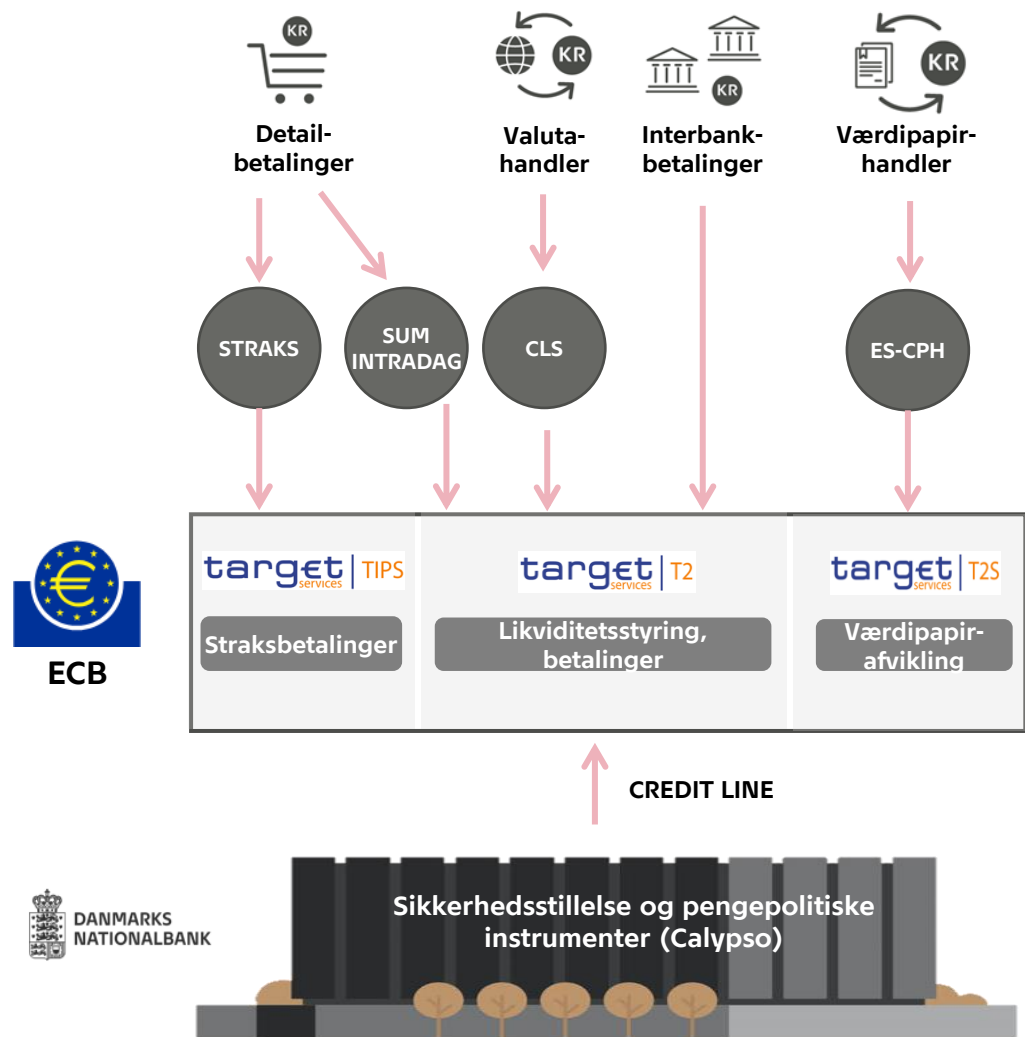 KR
KR
KR
KR
Detail-
betalinger
Valuta-
handler
Interbank-
betalinger
Værdipapir-
handler
STRAKS
SUM
INTRADAG
CLS
ES-CPH
€
ECB
target services | TIPS
target services | T2
target services | T2S
Straksbetalinger
Likviditetsstyring,
betalinger
Værdipapir-
afvikling
CREDIT LINE
DANMARKS
NATIONALBANK
Sikkerhedsstillelse og pengepolitiske
instrumenter (Calypso)